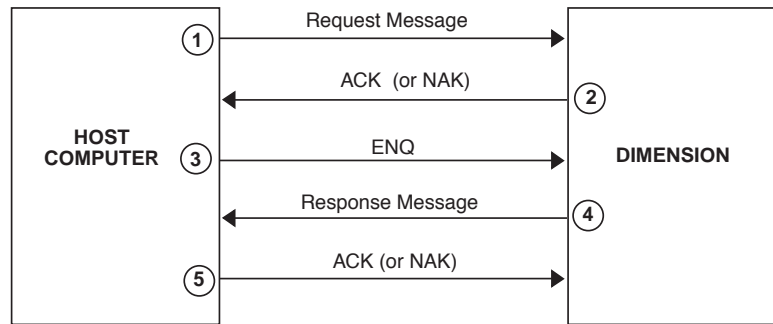 Request Message
1
ACK (or NAK)
2
HOST
COMPUTER
3
ENQ
DIMENSION
Response Message
4
ACK (or NAK)
5